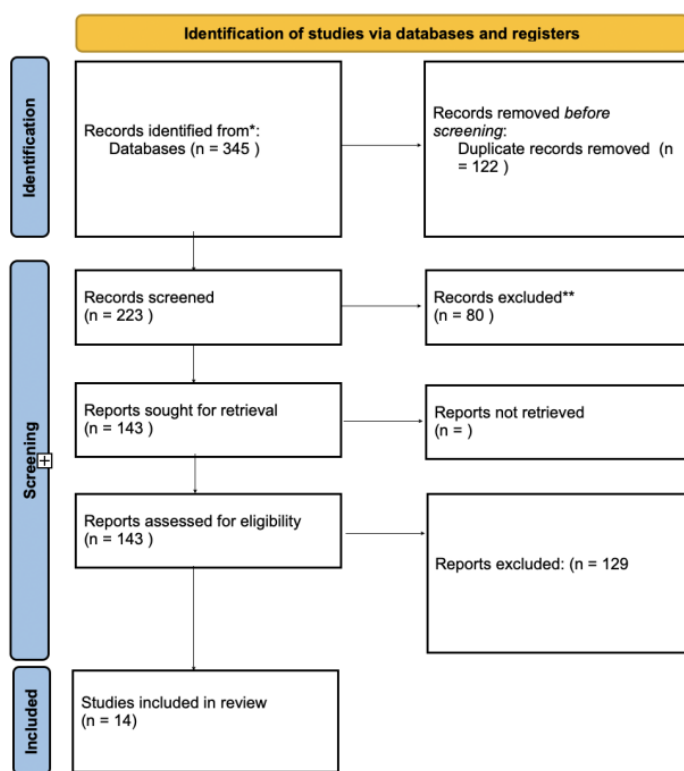 Identification of studies via databases and registers
Identification
Records identified from*:
Databases (n = 345 )
Records removed before
screening:
Duplicate records removed (n
= 122 )
Screening
Records screened
(n = 223 )
Records excluded**
(n = 80 )
Reports sought for retrieval
(n = 143 )
Reports not retrieved
(n = )
Reports assessed for eligibility
(n = 143 )
Reports excluded: (n = 129
Included
Studies included in review
(n = 14)